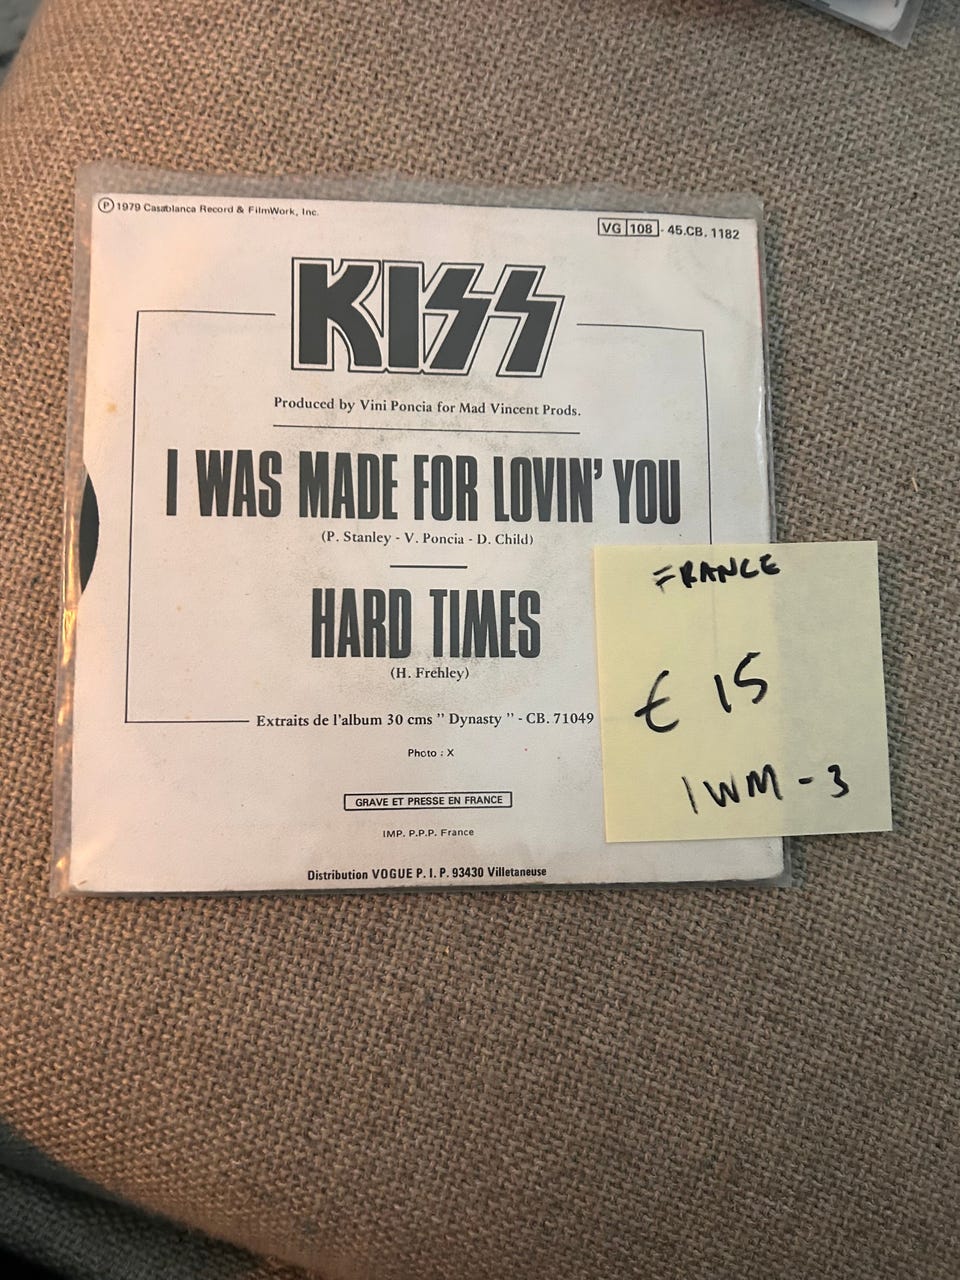 Ⓟ 1979 Casablanca Record & FilmWork, Inc.
VG 108 - 45.CB. 1182
KISS
Produced by Vini Poncia for Mad Vincent Prods.
I WAS MADE FOR LOVIN' YOU
(P. Stanley - V. Poncia - D. Child)
HARD TIMES
(H. Frehley)
Extraits de l'album 30 cms " Dynasty " - CB. 71049
Photo : X
GRAVE ET PRESSE EN FRANCE
IMP. P.P.P. France
Distribution VOGUE P. I. P. 93430 Villetaneuse
FRANCE
€ 15
IWM - 3